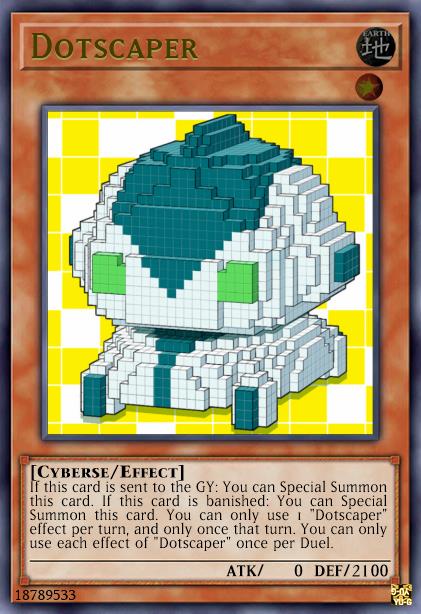 DOTSCAPER
EARTH
地
[CYBERSE/EFFECT]
If this card is sent to the GY: You can Special Summon
this card. If this card is banished: You can Special
Summon this card. You can only use 1 "Dotscaper"
effect per turn, and only once that turn. You can only
use each effect of "Dotscaper" once per Duel.
ATK/ 0 DEF/2100
18789533